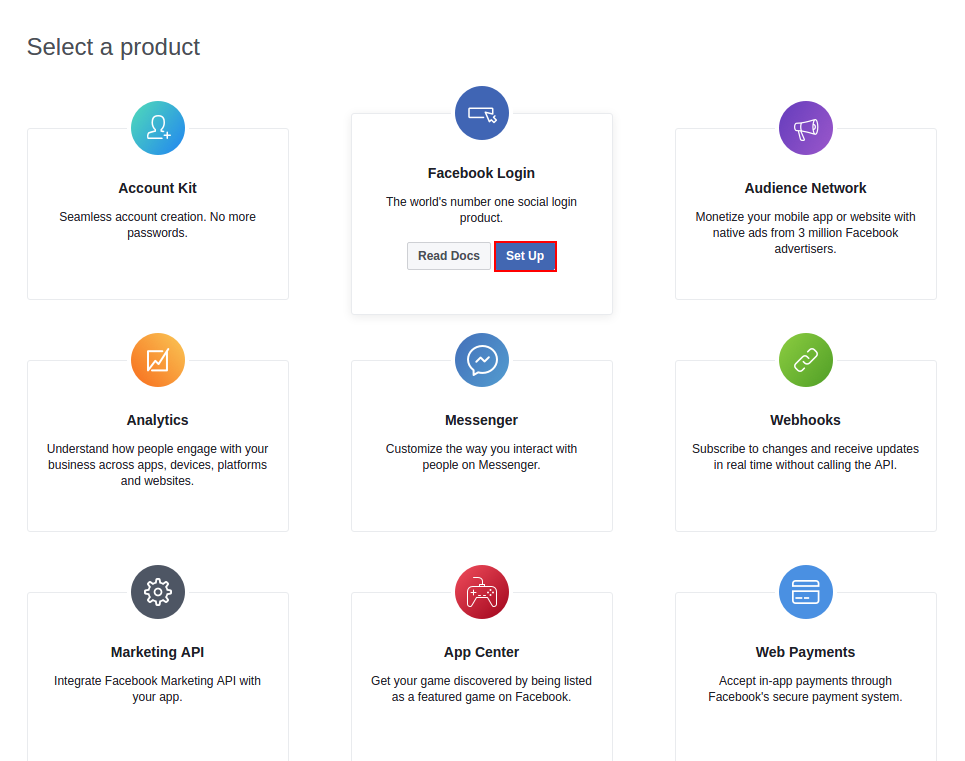 Select a product
Account Kit
Seamless account creation. No more
passwords.
Facebook Login
The world's number one social login
product.
Read Docs
Set Up
Audience Network
Monetize your mobile app or website with
native ads from 3 million Facebook
advertisers.
Analytics
Understand how people engage with your
business across apps, devices, platforms
and websites.
Messenger
Customize the way you interact with
people on Messenger.
Webhooks
Subscribe to changes and receive updates
in real time without calling the API.
Marketing API
Integrate Facebook Marketing API with
your app.
App Center
Get your game discovered by being listed
as a featured game on Facebook.
Web Payments
Accept in-app payments through
Facebook's secure payment system.